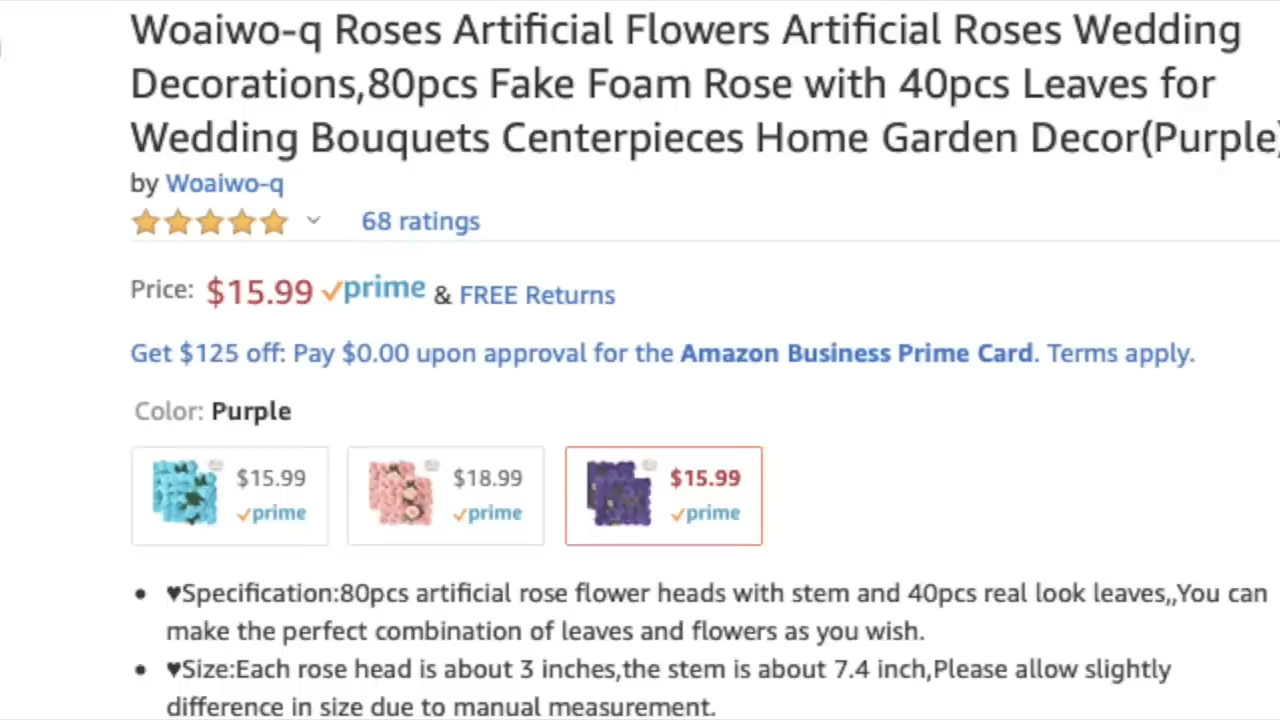 Woaiwo-q Roses Artificial Flowers Artificial Roses Wedding
Decorations,80pcs Fake Foam Rose with 40pcs Leaves for
Wedding Bouquets Centerpieces Home Garden Decor(Purple)
by Woaiwo-q
68 ratings
Price: $15.99 prime & FREE Returns
Get $125 off: Pay $0.00 upon approval for the Amazon Business Prime Card. Terms apply.
Color: Purple
$15.99 $18.99 $15.99
prime prime prime
• ♥Specification:80pcs artificial rose flower heads with stem and 40pcs real look leaves,,You can
make the perfect combination of leaves and flowers as you wish.
• ♥Size:Each rose head is about 3 inches,the stem is about 7.4 inch,Please allow slightly
difference in size due to manual measurement.